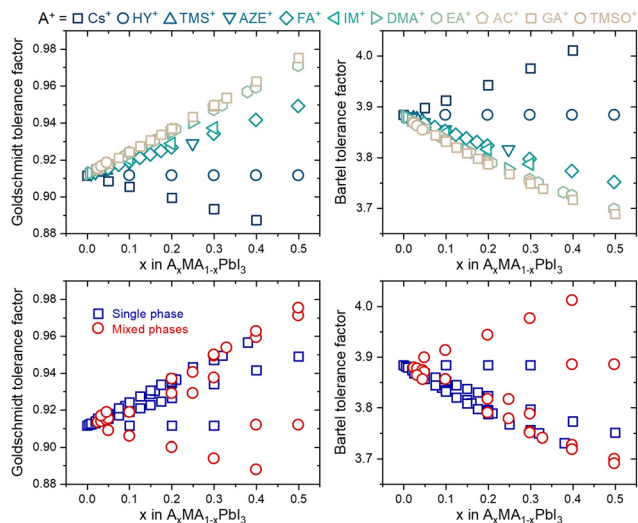 A⁺ = Cs⁺ HY⁺ TMS⁺ AZE⁺ FA⁺ IM⁺ DMA⁺ EA⁺ AC⁺ GA⁺ TMSO⁺
Goldschmidt tolerance factor
0.98
0.96
0.94
0.92
0.90
0.88
0.0 0.1 0.2 0.3 0.4 0.5
x in AₓMA₁₋ₓPbI₃
Bartel tolerance factor
4.0
3.9
3.8
3.7
0.0 0.1 0.2 0.3 0.4 0.5
x in AₓMA₁₋ₓPbI₃
Goldschmidt tolerance factor
0.98
0.96
0.94
0.92
0.90
0.88
Single phase
Mixed phases
0.0 0.1 0.2 0.3 0.4 0.5
x in AₓMA₁₋ₓPbI₃
Bartel tolerance factor
4.0
3.9
3.8
3.7
0.0 0.1 0.2 0.3 0.4 0.5
x in AₓMA₁₋ₓPbI₃